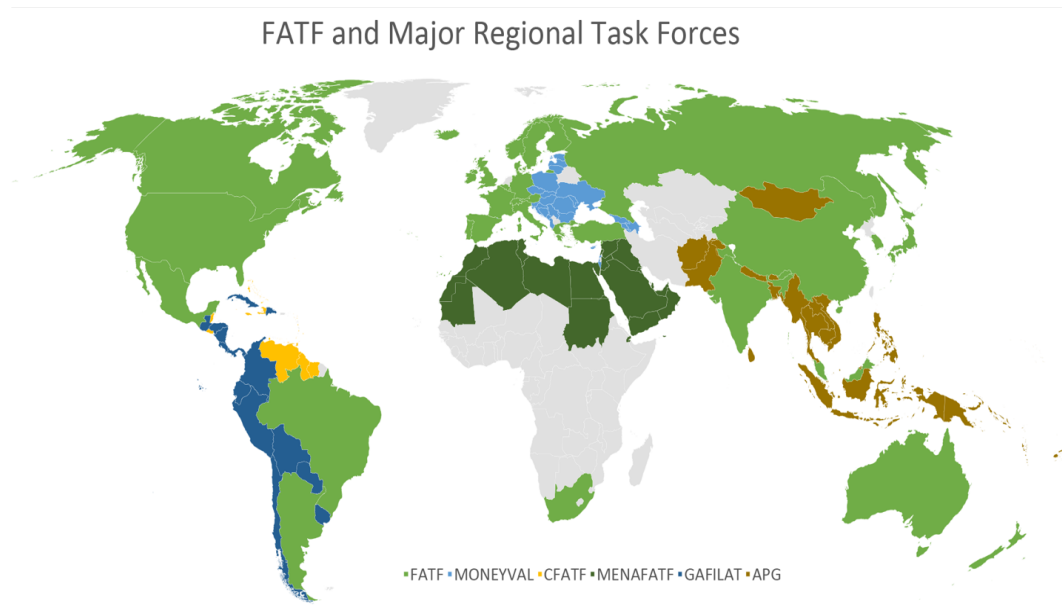 FATF and Major Regional Task Forces
FATF MONEYVAL CFATF MENAFATF GAFILAT APG